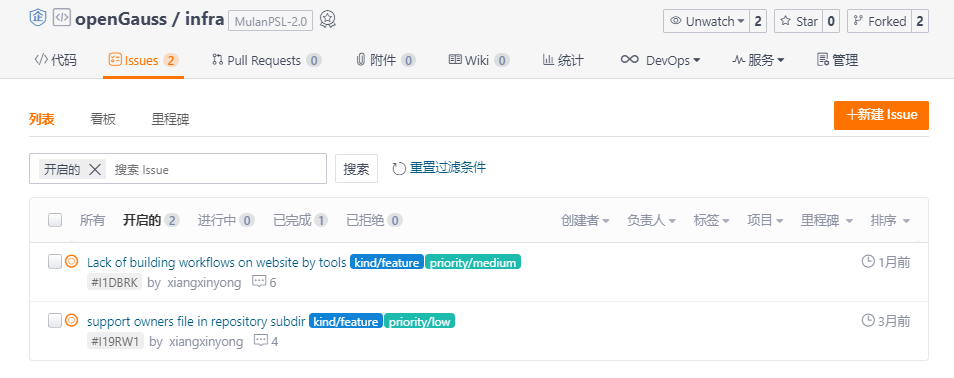 openGauss / infra MulanPSL-2.0 Unwatch 2 Star 0 Forked 2
代码 Issues 2 Pull Requests 0 附件 0 Wiki 0 统计 DevOps 服务 管理
列表 看板 里程碑 +新建 Issue
开启的 搜索 Issue 搜索 重置过滤条件
所有 开启的 2 进行中 0 已完成 1 已拒绝 0 创建者 负责人 标签 项目 里程碑 排序
Lack of building workflows on website by tools kind/feature priority/medium 1月前
#I1DBRK by xiangxinyong 6
support owners file in repository subdir kind/feature priority/low 3月前
#I19RW1 by xiangxinyong 4